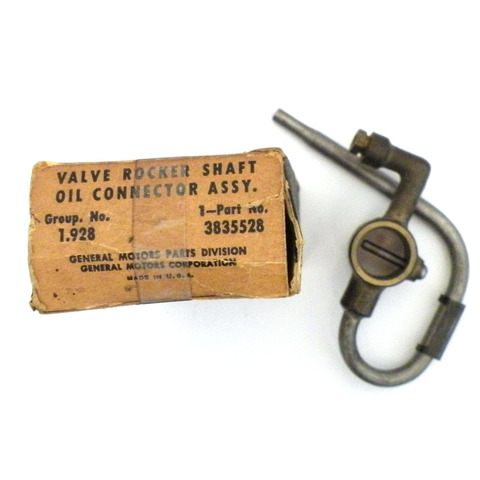 VALVE ROCKER SHAFT
OIL CONNECTOR ASSY.
Group. No. 1–Part No.
1.928 3835528
GENERAL MOTORS PARTS DIVISION
GENERAL MOTORS CORPORATION
MADE IN U.S.A.